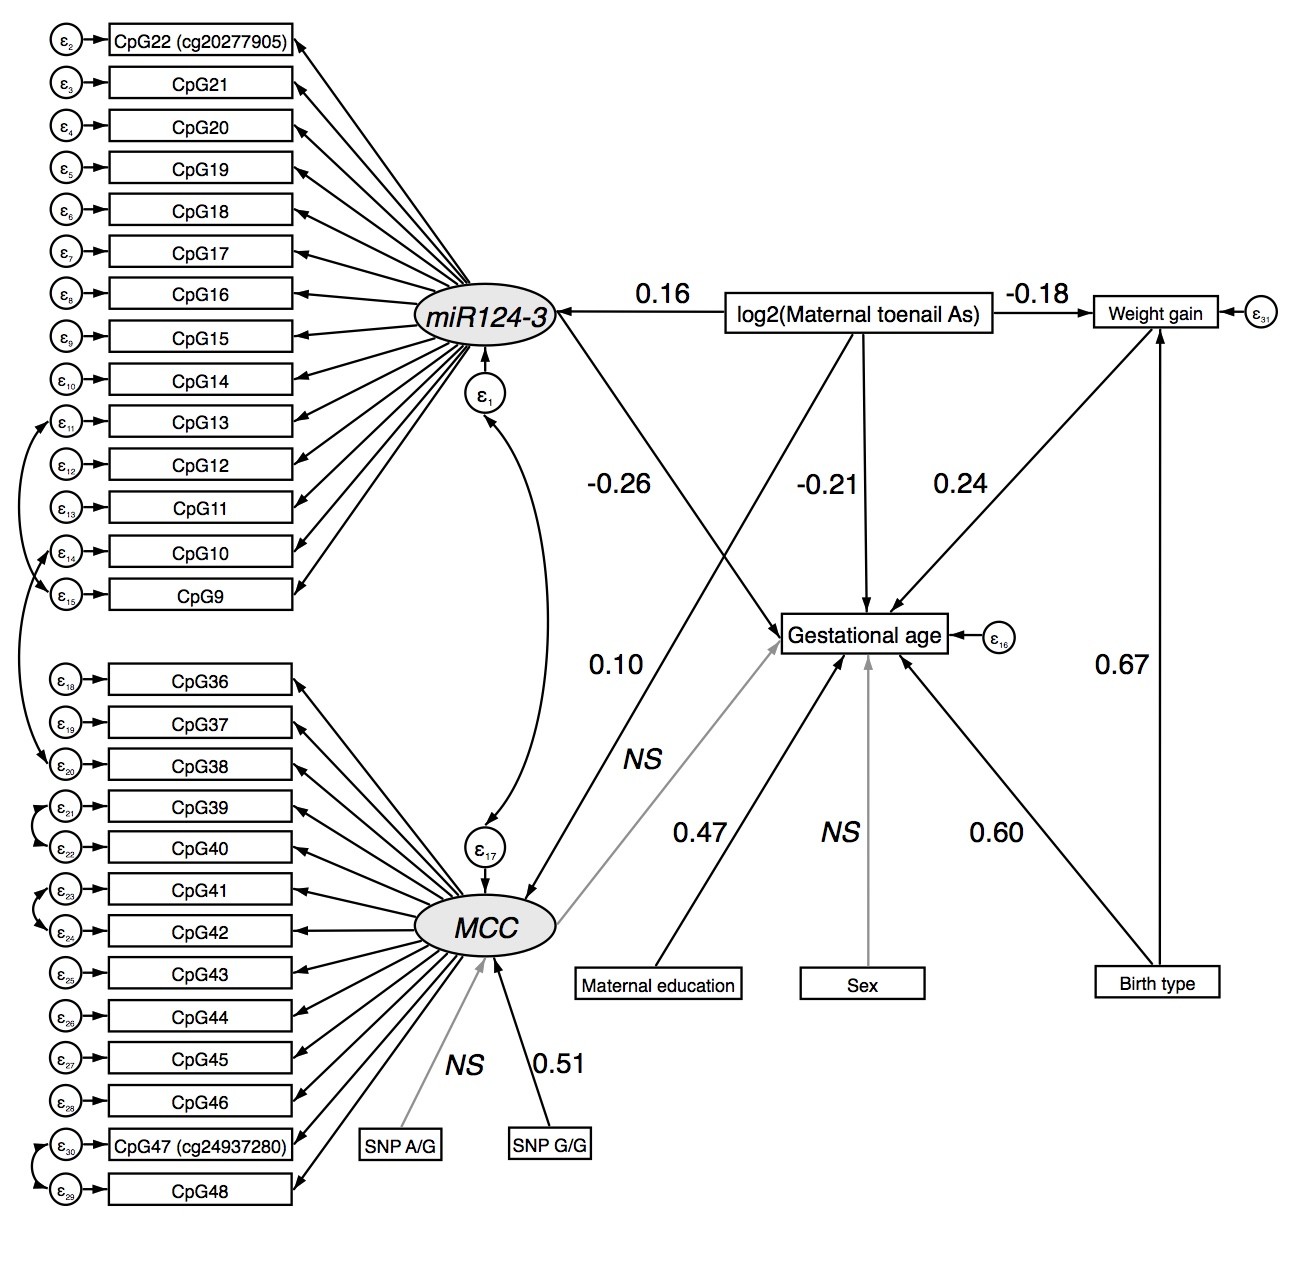 ε2 CpG22 (cg20277905)
ε3 CpG21
ε4 CpG20
ε5 CpG19
ε6 CpG18
ε7 CpG17
ε8 CpG16
ε9 CpG15
ε10 CpG14
ε11 CpG13
ε12 CpG12
ε13 CpG11
ε14 CpG10
ε15 CpG9
miR124-3
ε1
0.16
log2(Maternal toenail As)
-0.18
Weight gain
ε31
-0.26
-0.21
0.24
Gestational age
ε16
0.10
0.67
NS
0.47
NS
0.60
ε18 CpG36
ε19 CpG37
ε20 CpG38
ε21 CpG39
ε22 CpG40
ε23 CpG41
ε24 CpG42
ε25 CpG43
ε26 CpG44
ε27 CpG45
ε28 CpG46
ε30 CpG47 (cg24937280)
ε29 CpG48
ε17
MCC
Maternal education
Sex
Birth type
NS
0.51
SNP A/G
SNP G/G